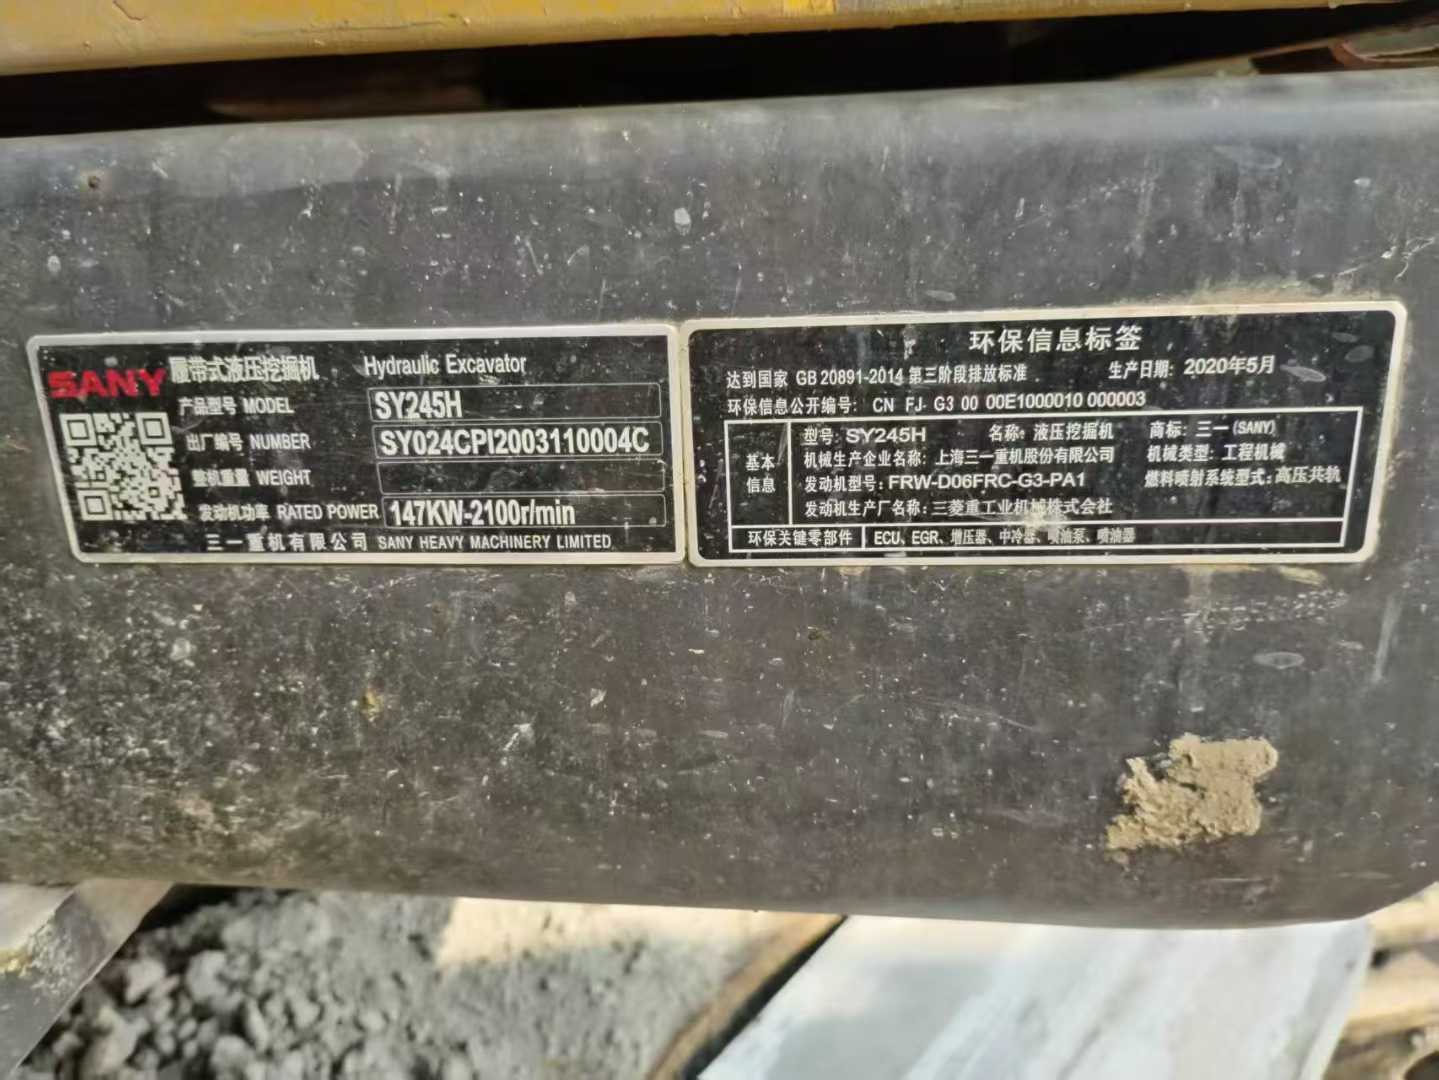 SANY 履带式液压挖掘机 Hydraulic Excavator
产品型号 MODEL SY245H
出厂编号 NUMBER SY024CPI2003110004C
整机重量 WEIGHT
发动机功率 RATED POWER 147KW-2100r/min
三一重机有限公司 SANY HEAVY MACHINERY LIMITED
环保信息标签
达到国家 GB 20891-2014 第三阶段排放标准 生产日期: 2020年5月
环保信息公开编号: CN FJ G3 00 00E1000010 000003
基本信息
型号: SY245H 名称: 液压挖掘机 商标: 三一(SANY)
机械生产企业名称: 上海三一重机股份有限公司 机械类型: 工程机械
发动机型号: FRW-D06FRC-G3-PA1 燃料喷射系统型式: 高压共轨
发动机生产厂名称: 三菱重工业机械株式会社
环保关键零部件 ECU、EGR、增压器、中冷器、喷油泵、喷油器